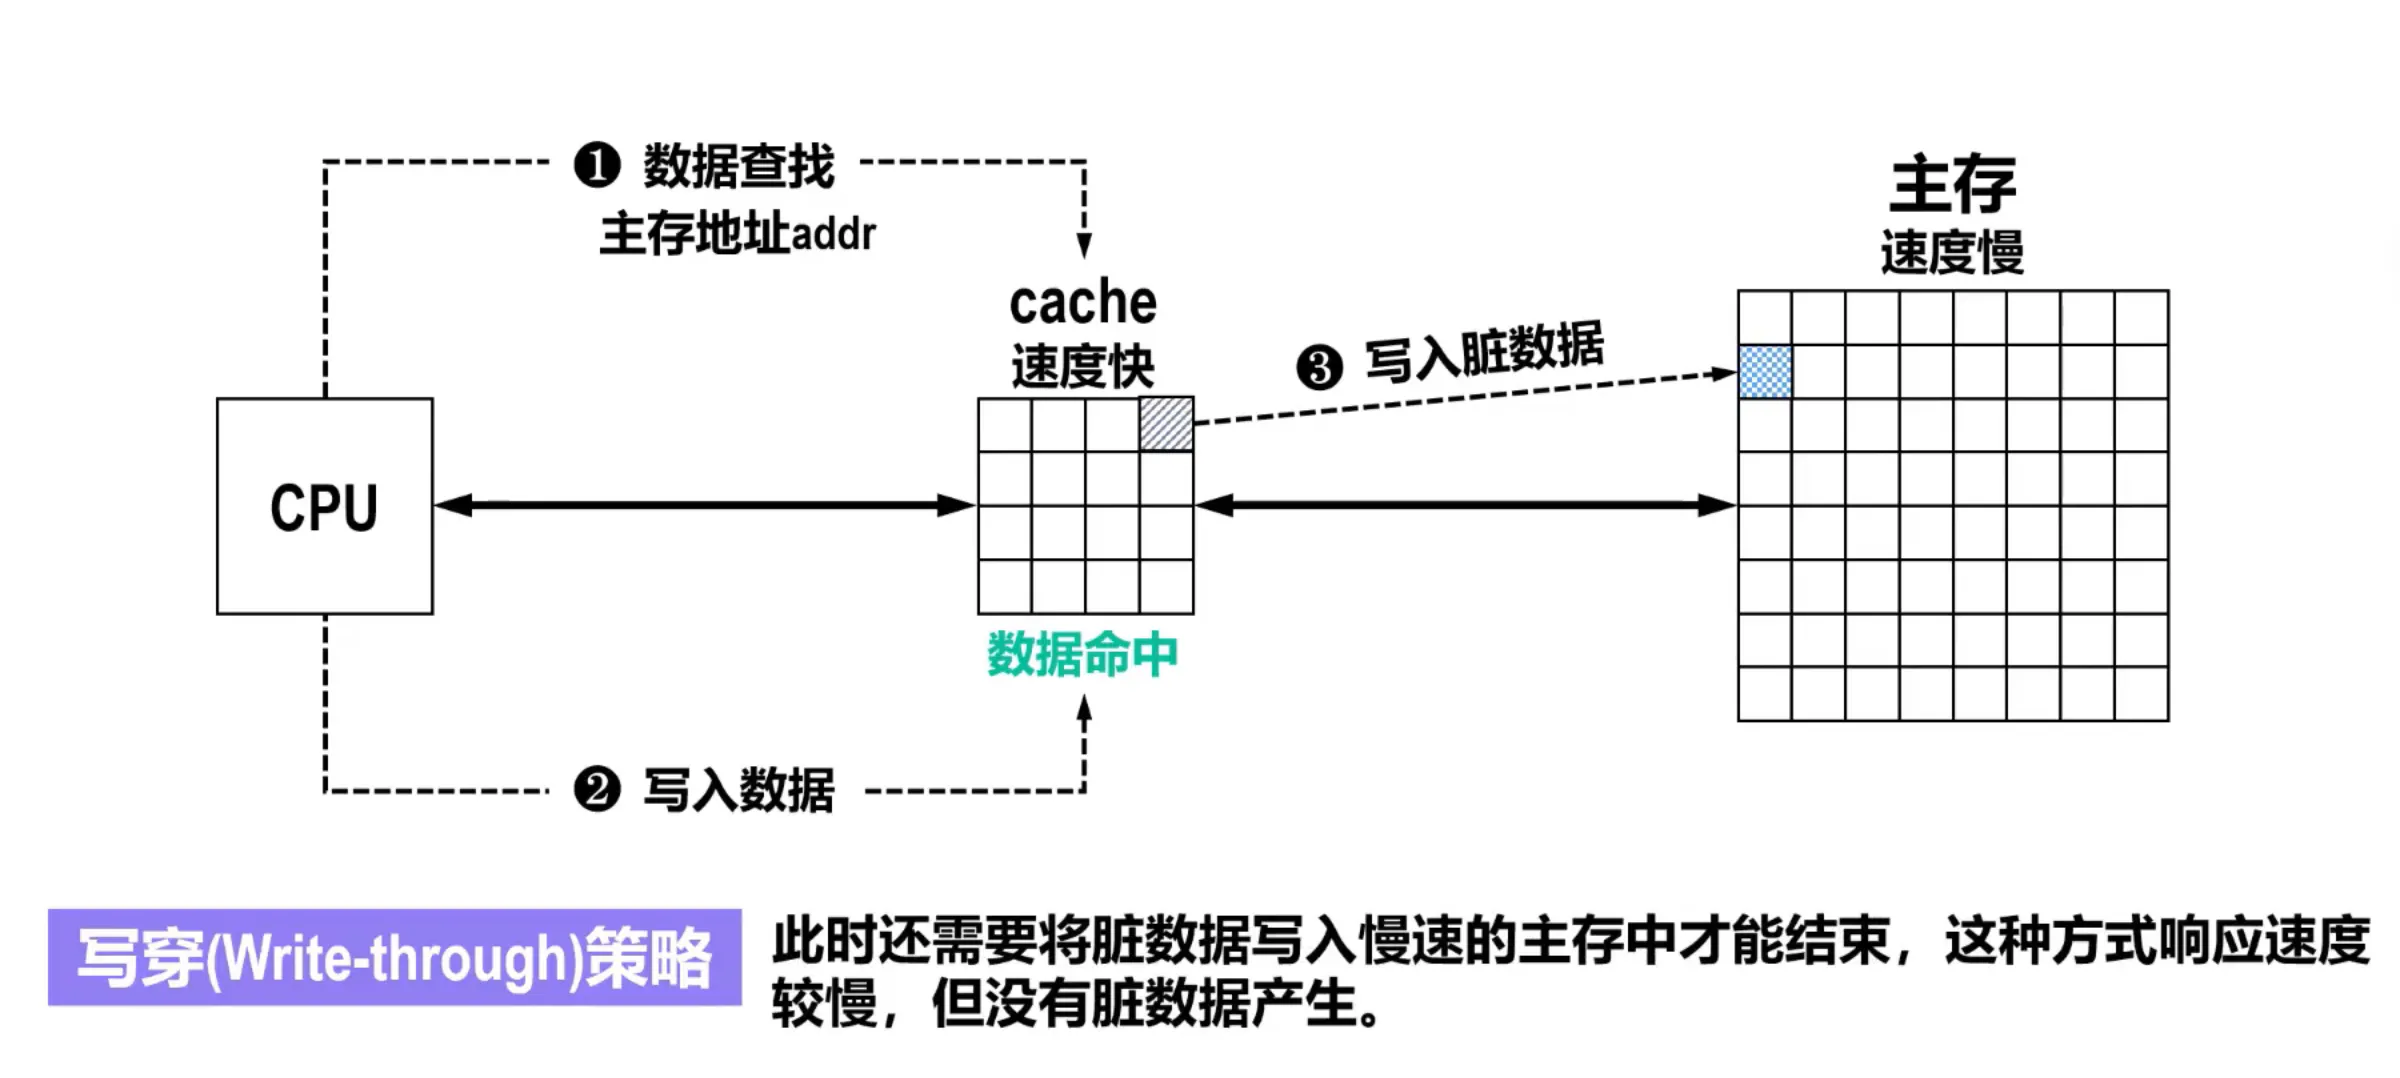 ❶ 数据查找
主存地址addr
主存
速度慢
cache
速度快
❸ 写入脏数据
CPU
数据命中
❷ 写入数据
写穿(Write-through)策略
此时还需要将脏数据写入慢速的主存中才能结束，这种方式响应速度
较慢，但没有脏数据产生。